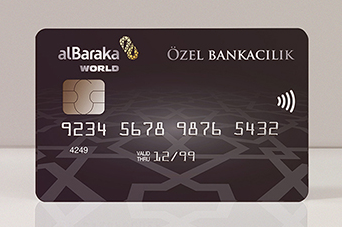 alBaraka
WORLD
ÖZEL BANKACILIK
9234 5678 9876 5432
4249
VALID
THRU 12/99